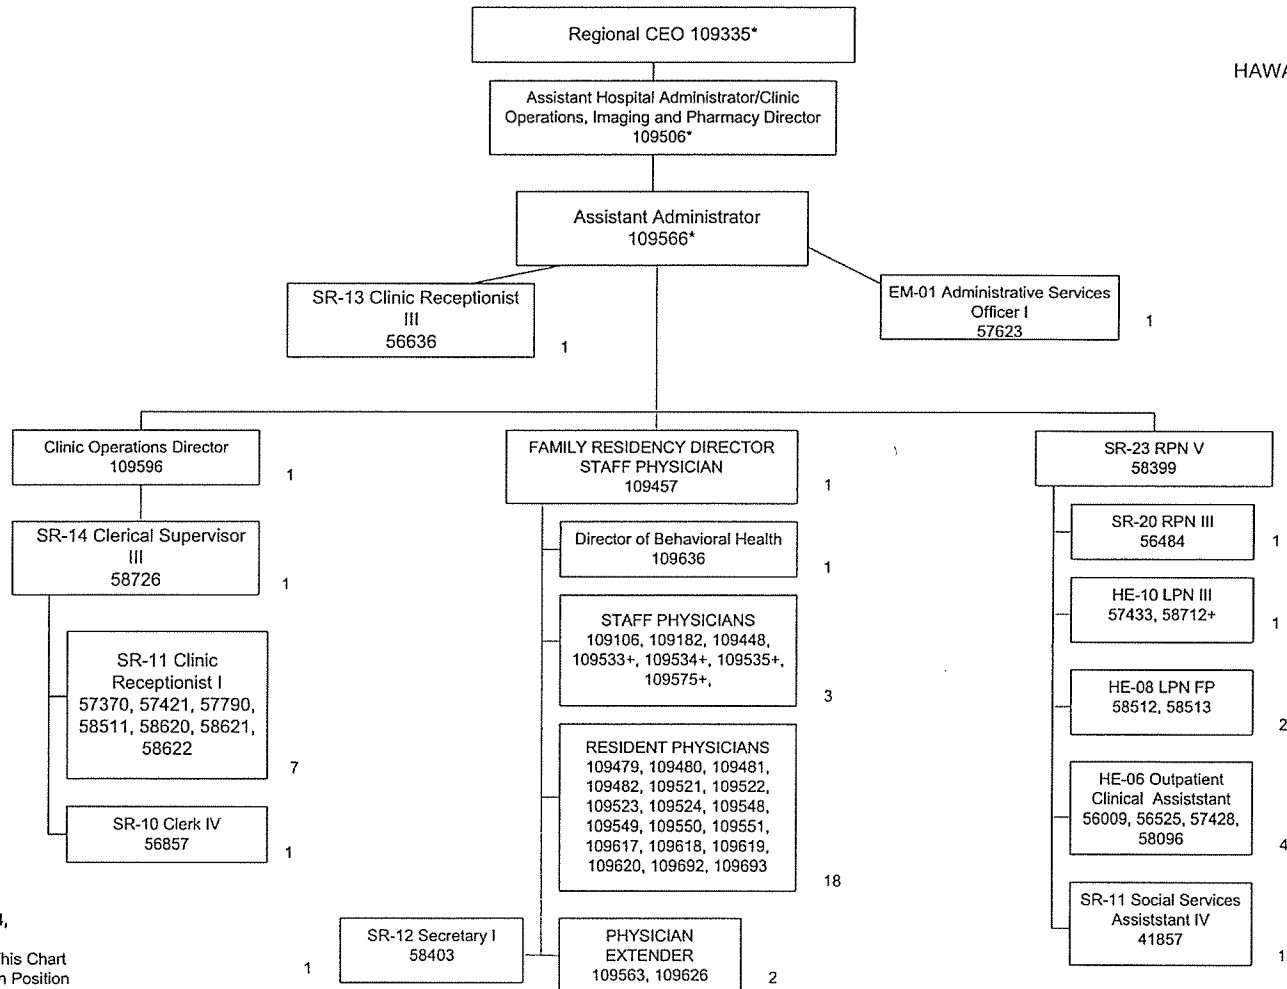 Regional CEO 109335*
HAWA
Assistant Hospital Administrator/Clinic
Operations, Imaging and Pharmacy Director
109506*
Assistant Administrator
109566*
SR-13 Clinic Receptionist
III
56636
1
EM-01 Administrative Services
Officer I
57623
1
Clinic Operations Director
109596
1
SR-14 Clerical Supervisor
III
58726
1
SR-11 Clinic
Receptionist I
57370, 57421, 57790,
58511, 58620, 58621,
58622
7
SR-10 Clerk IV
56857
1
FAMILY RESIDENCY DIRECTOR
STAFF PHYSICIAN
109457
1
Director of Behavioral Health
109636
1
STAFF PHYSICIANS
109106, 109182, 109448,
109533+, 109534+, 109535+,
109575+,
3
RESIDENT PHYSICIANS
109479, 109480, 109481,
109482, 109521, 109522,
109523, 109524, 109548,
109549, 109550, 109551,
109617, 109618, 109619,
109620, 109692, 109693
18
SR-12 Secretary I
58403
1
PHYSICIAN
EXTENDER
109563, 109626
2
SR-23 RPN V
58399
SR-20 RPN III
56484
1
HE-10 LPN III
57433, 58712+
1
HE-08 LPN FP
58512, 58513
2
HE-06 Outpatient
Clinical Assiststant
56009, 56525, 57428,
58096
4
SR-11 Social Services
Assiststant IV
41857
1
4,
This Chart
n Position